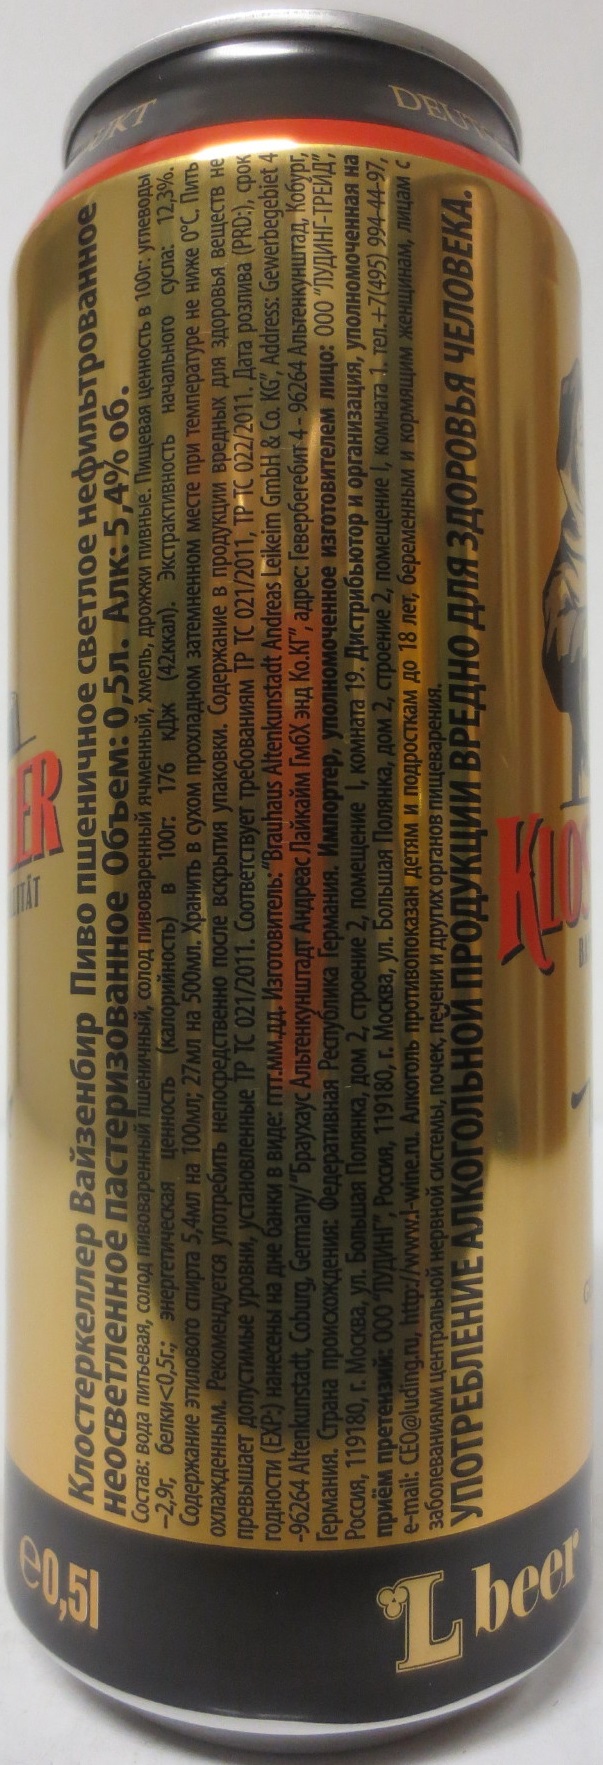 DEU
UKT
Клостеркеллер Вайзенбир Пиво пшеничное светлое нефильтрованное
неосветленное пастеризованное Объем: 0,5л. Алк: 5,4% об.
Состав: вода питьевая, солод пивоваренный пшеничный, солод пивоваренный ячменный, хмель, дрожжи пивные. Пищевая ценность в 100г: углеводы
–2,9г, белки<0,5г.; энергетическая ценность (калорийность) в 100г: 176 кДж (42ккал). Экстрактивность начального сусла: 12,3%.
Содержание этилового спирта 5,4мл на 100мл; 27мл на 500мл. Хранить в сухом прохладном затемненном месте при температуре не ниже 0°С. Пить
охлажденным. Рекомендуется употребить непосредственно после вскрытия упаковки. Содержание в продукции вредных для здоровья веществ не
превышает допустимые уровни, установленные ТР ТС 021/2011. Соответствует требованиям ТР ТС 021/2011, ТР ТС 022/2011. Дата розлива (PRD:), срок
годности (EXP:) нанесены на дне банки в виде: ггг.мм.дд. Изготовитель: "Brauhaus Altenkunstadt Andreas Leikeim GmbH & Co. KG", Address: Gewerbegebiet 4
-96264 Altenkunstadt, Coburg, Germany/ "Браухаус Альтенкунштадт Андреас Лайкайм ГмбХ энд Ко.КГ", адрес: Гевербегебит 4 - 96264 Альтенкунштад, Кобург,
Германия. Страна происхождения: Федеративная Республика Германия. Импортер, уполномоченное изготовителем лицо: ООО "ЛУДИНГ-ТРЕЙД",
Россия, 119180, г. Москва, ул. Большая Полянка, дом 2, строение 2, помещение I, комната 19. Дистрибьютор и организация, уполномоченная на
приём претензий: ООО "ЛУДИНГ", Россия, 119180, г. Москва, ул. Большая Полянка, дом 2, строение 2, помещение I, комната 1. тел.+7(495) 994-44-97,
e-mail: CEO@luding.ru, http://www.l-wine.ru. Алкоголь противопоказан детям и подросткам до 18 лет, беременным и кормящим женщинам, лицам с
заболеваниями центральной нервной системы, почек, печени и других органов пищеварения.
УПОТРЕБЛЕНИЕ АЛКОГОЛЬНОЙ ПРОДУКЦИИ ВРЕДНО ДЛЯ ЗДОРОВЬЯ ЧЕЛОВЕКА.
LER
LITÄT
KLOS
BA
e0,5l
L beer